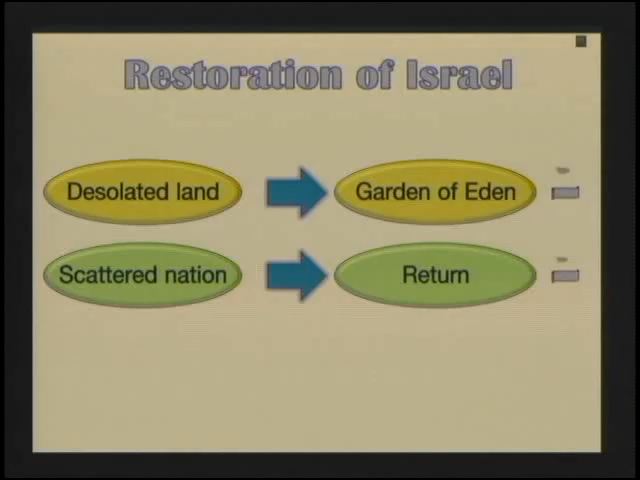 Restoration of Israel
Desolated land
Garden of Eden
Scattered nation
Return